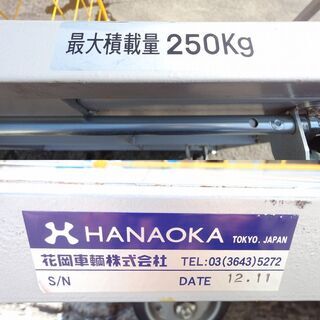 最大積載量 250Kg
HANAOKA TOKYO. JAPAN
花岡車輛株式会社 TEL:03(3643)5272
S/N DATE 12.11